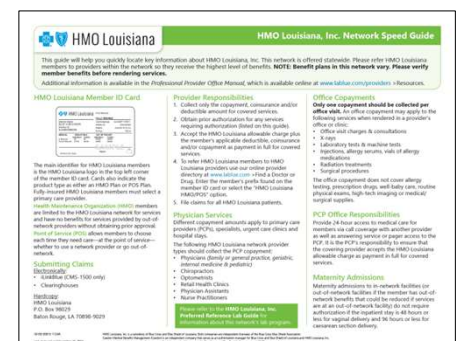 HMO Louisiana
HMO Louisiana, Inc. Network Speed Guide
This guide will help you quickly locate key information about HMO Louisiana, Inc. This network is offered statewide. Please refer HMO Louisiana
members to providers within the network so they receive the highest level of benefits. NOTE: Benefit plans in this network vary. Please verify
member benefits before rendering services.
Additional information is available in the Professional Provider Office Manual, which is available online at www.bcbsla.com/providers >Resources.
HMO Louisiana Member ID Card
The main identifier for HMO Louisiana members
is the HMO Louisiana logo in the top left corner
of the member ID card. Cards also indicate the
product type as either an HMO Plan or POS Plan.
Fully-insured HMO Louisiana members must select a
primary care provider.
Health Maintenance Organization (HMO) members
are limited to the HMO Louisiana network for services
and have no benefits for services provided by out-of-
network providers without obtaining prior approval.
Point of Service (POS) allows members to choose
each time they need care—at the point of service—
whether to use a network provider or go out-of-
network.
Submitting Claims
Electronically:
• iLinkBlue (CMS-1500 only)
• Clearinghouses
Hardcopy:
HMO Louisiana
P.O. Box 98029
Baton Rouge, LA 70898-9029
Provider Responsibilities
1. Collect only the copayment, coinsurance and/or
deductible amount for covered services.
2. Obtain prior authorization for any services
requiring authorization (listed on this guide).
3. Accept the HMO Louisiana allowable charge plus
the member's applicable deductible, coinsurance
and/or copayment as payment in full for covered
services.
4. To refer HMO Louisiana members to HMO
Louisiana providers use our online provider
directory at www.bcbsla.com >Find a Doctor or
Drug. Enter the member's prefix found on the
member ID card or select the "HMO Louisiana
HMO/POS" option.
5. File claims for all HMO Louisiana patients.
Physician Services
Different copayment amounts apply to primary care
providers (PCPs), specialists, urgent care clinics and
hospital stays.
The following HMO Louisiana network provider
types should collect the PCP copayment:
• Physicians (family or general practice, geriatric,
internal medicine & pediatric)
• Chiropractors
• Optometrists
• Retail Health Clinics
• Physician Assistants
• Nurse Practitioners
Please refer to the HMO Louisiana, Inc.
Preferred Reference Lab Guide for
information about this network's lab program.
Office Copayments
Only one copayment should be collected per
office visit. An office copayment may apply to the
following services when rendered in a provider's
office or clinic:
• Office visit charges & consultations
• X-rays
• Laboratory tests & machine tests
• Injections, allergy serums, vials of allergy
medications
• Radiation treatments
• Surgical procedures
The office copayment does not cover allergy
testing, prescription drugs, well-baby care, routine
physical exams, high-tech imaging or medical/
surgical supplies.
PCP Office Responsibilities
Provide 24-hour access to medical care for
members via call coverage with another provider
as well as answering service or pager access to the
PCP. It is the PCP's responsibility to ensure that
the covering provider accepts the HMO Louisiana
allowable charge as payment in full for covered
services.
Maternity Admissions
Maternity admissions to in-network facilities (or
out-of-network facilities if the member has out-of-
network benefits that could be reduced if services
are at an out-of-network facility) do not require
authorization if the inpatient stay is 48 hours or
less for vaginal delivery and 96 hours or less for
caesarean section delivery.